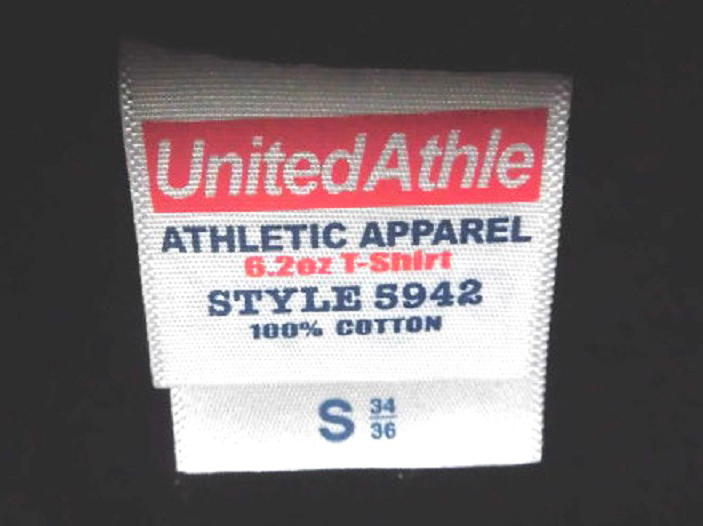 UnitedAthle
ATHLETIC APPAREL
6.2oz T-Shirt
STYLE 5942
100% COTTON
S 34
36